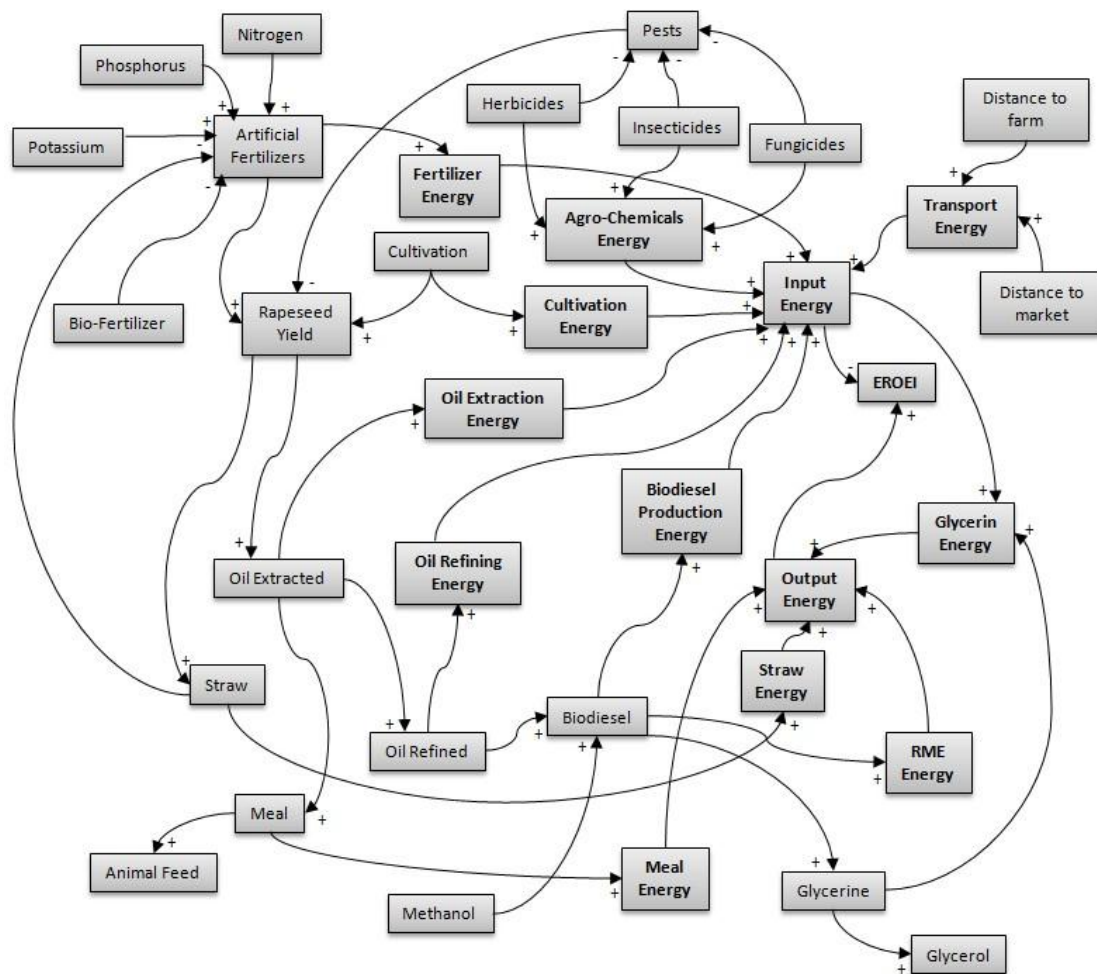 Nitrogen
Pests
Phosphorus
-
-
-
Herbicides
Distance to
farm
+
+
Insecticides
Potassium
+
-
Artificial
Fertilizers
Fungicides
+
Fertilizer
Energy
-
+
+
Transport
Energy
+
Agro-Chemicals
Energy
+
+
+
Cultivation
+
+
-
Input
Energy
Distance to
market
Bio-Fertilizer
+
Rapeseed
Yield
+
Cultivation
Energy
+
+
+
+
+
+
+
-
EROEI
Oil Extraction
Energy
+
+
Biodiesel
Production
Energy
+
Glycerin
Energy
+
+
Oil Extracted
Oil Refining
Energy
+
+
Output
Energy
+
+
+
+
+
Straw
Straw
Energy
+
Biodiesel
+
Oil Refined
+
+
RME
Energy
+
Meal
+
+
Animal Feed
Meal
Energy
+
+
Glycerine
Methanol
+
Glycerol